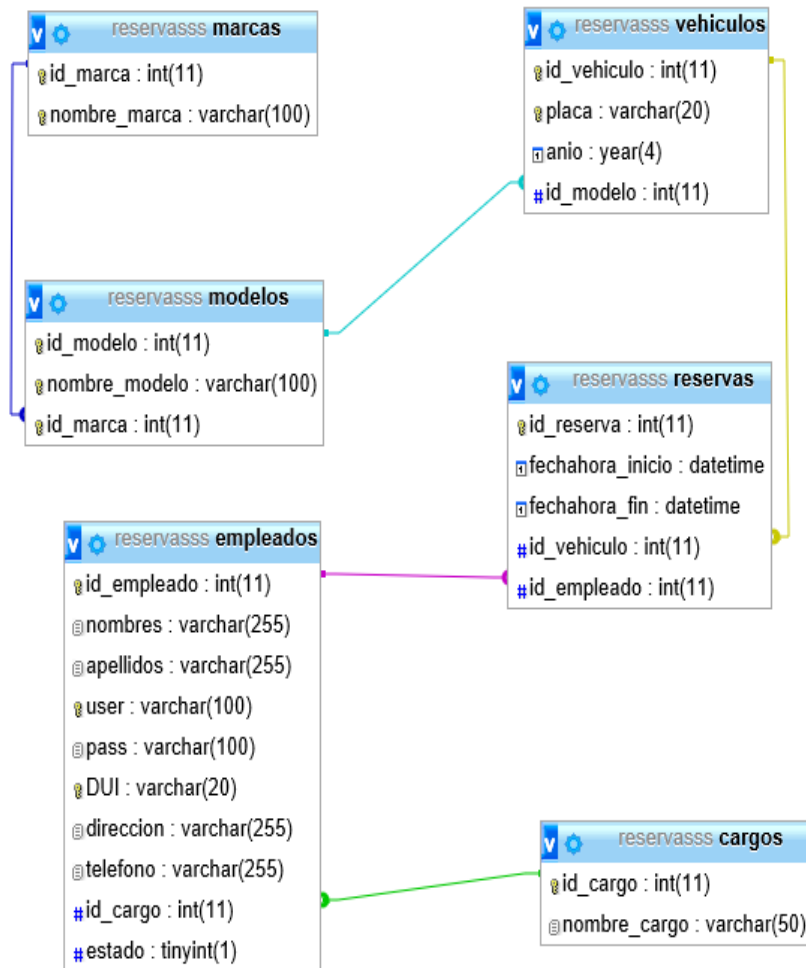 v reservasss marcas
id_marca : int(11)
nombre_marca : varchar(100)
v reservasss vehiculos
id_vehiculo : int(11)
placa : varchar(20)
anio : year(4)
#id_modelo : int(11)
v reservasss modelos
id_modelo : int(11)
nombre_modelo : varchar(100)
id_marca : int(11)
v reservasss reservas
id_reserva : int(11)
fechahora_inicio : datetime
fechahora_fin : datetime
#id_vehiculo : int(11)
#id_empleado : int(11)
v reservasss empleados
id_empleado : int(11)
nombres : varchar(255)
apellidos : varchar(255)
user : varchar(100)
pass : varchar(100)
DUI : varchar(20)
direccion : varchar(255)
telefono : varchar(255)
#id_cargo : int(11)
#estado : tinyint(1)
v reservasss cargos
id_cargo : int(11)
nombre_cargo : varchar(50)